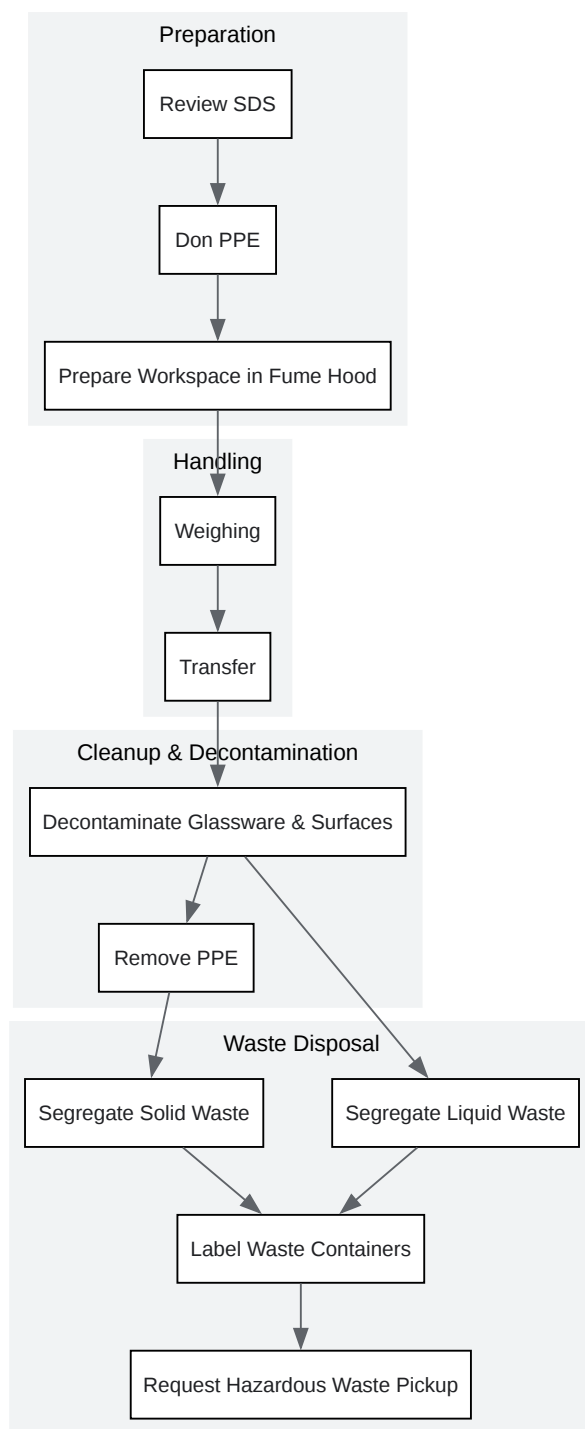 Preparation
Review SDS
Don PPE
Prepare Workspace in Fume Hood
Handling
Weighing
Transfer
Cleanup & Decontamination
Decontaminate Glassware & Surfaces
Remove PPE
Waste Disposal
Segregate Solid Waste
Segregate Liquid Waste
Label Waste Containers
Request Hazardous Waste Pickup